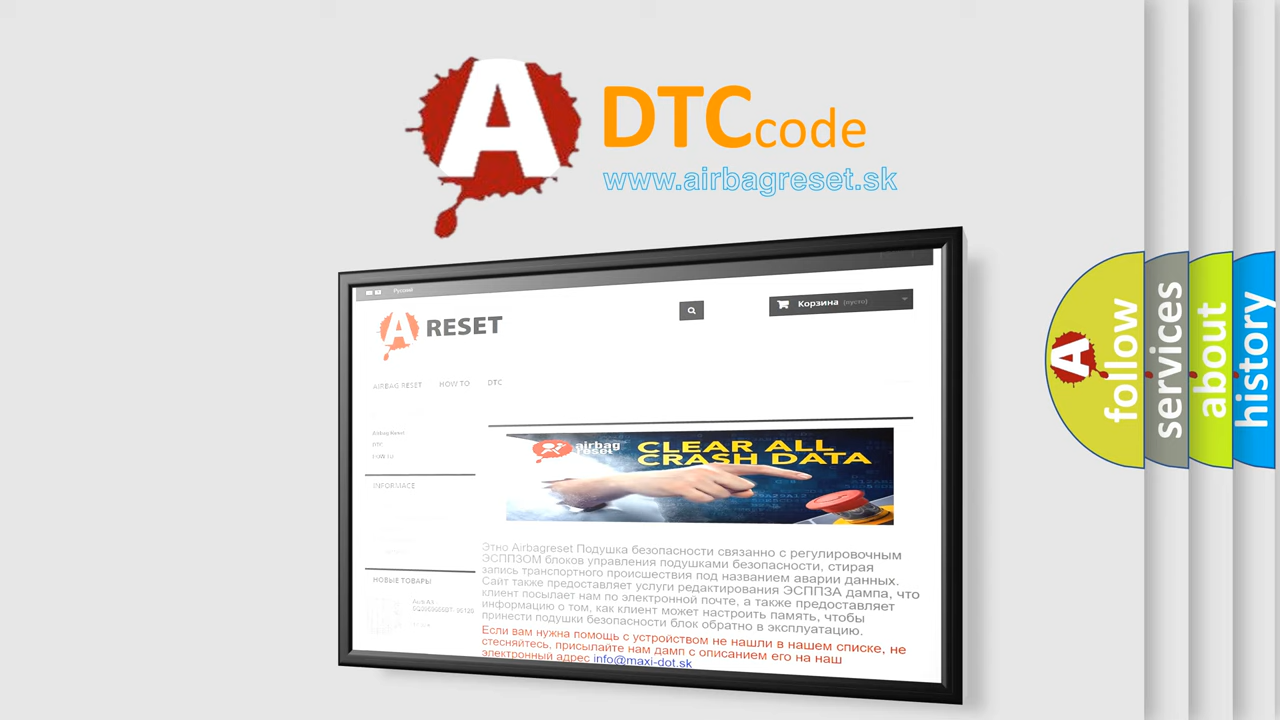 A DTC code
www.airbagreset.sk
Русский
A RESET
Корзина (пусто)
AIRBAG RESET HOW TO DTC
Airbag Reset
DTC
HOW TO
INFORMACE
airbag reset
CLEAR ALL
CRASH DATA
Этно Airbagreset Подушка безопасности связанно с регулировочным
ЭСППЗОМ блоков управления подушками безопасности, стирая
запись транспортного происшествия под названием аварии данных.
Сайт также предоставляет услуги редактирования ЭСППЗА дампа, что
клиент посылает нам по электронной почте, а также предоставляет
информацию о том, как клиент может настроить память, чтобы
принести подушки безопасности блок обратно в эксплуатацию.
Если вам нужна помощь с устройством не нашли в нашем списке, не
стесняйтесь, присылайте нам дамп с описанием его на наш
электронный адрес info@maxi-dot.sk
НОВЫЕ ТОВАРЫ
A follow
services
about
history